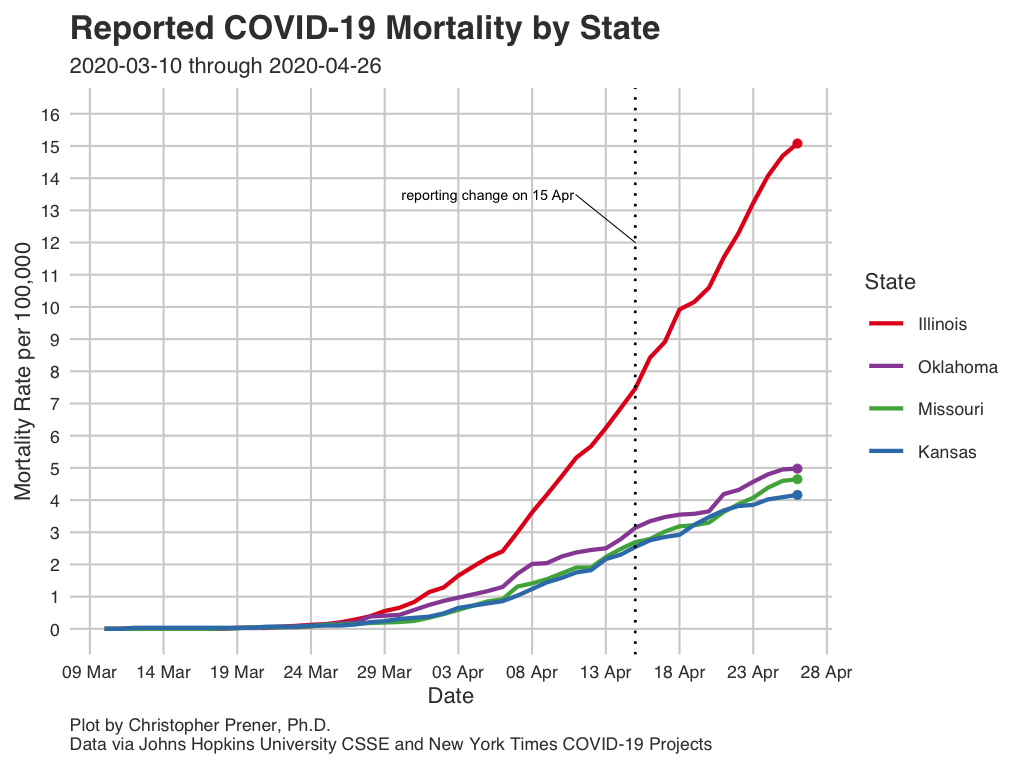 Reported COVID-19 Mortality by State
2020-03-10 through 2020-04-26
Mortality Rate per 100,000
16
15
14
13
12
11
10
9
8
7
6
5
4
3
2
1
0
reporting change on 15 Apr
09 Mar 14 Mar 19 Mar 24 Mar 29 Mar 03 Apr 08 Apr 13 Apr 18 Apr 23 Apr 28 Apr
Date
State
Illinois
Oklahoma
Missouri
Kansas
Plot by Christopher Prener, Ph.D.
Data via Johns Hopkins University CSSE and New York Times COVID-19 Projects